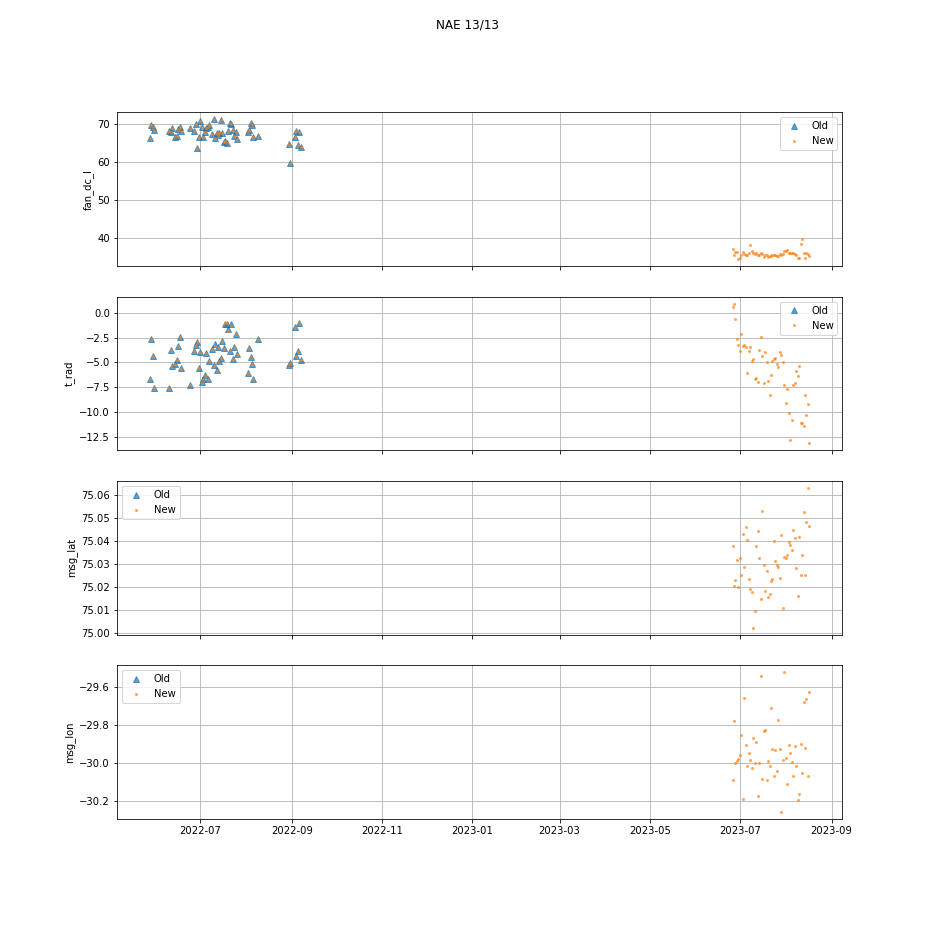 NAE 13/13
70
60
50
40
fan_dc_I
Old
New
0.0
−2.5
−5.0
−7.5
−10.0
−12.5
t_rad
Old
New
75.06
75.05
75.04
75.03
75.02
75.01
75.00
msg_lat
Old
New
−29.6
−29.8
−30.0
−30.2
msg_lon
Old
New
2022-07 2022-09 2022-11 2023-01 2023-03 2023-05 2023-07 2023-09